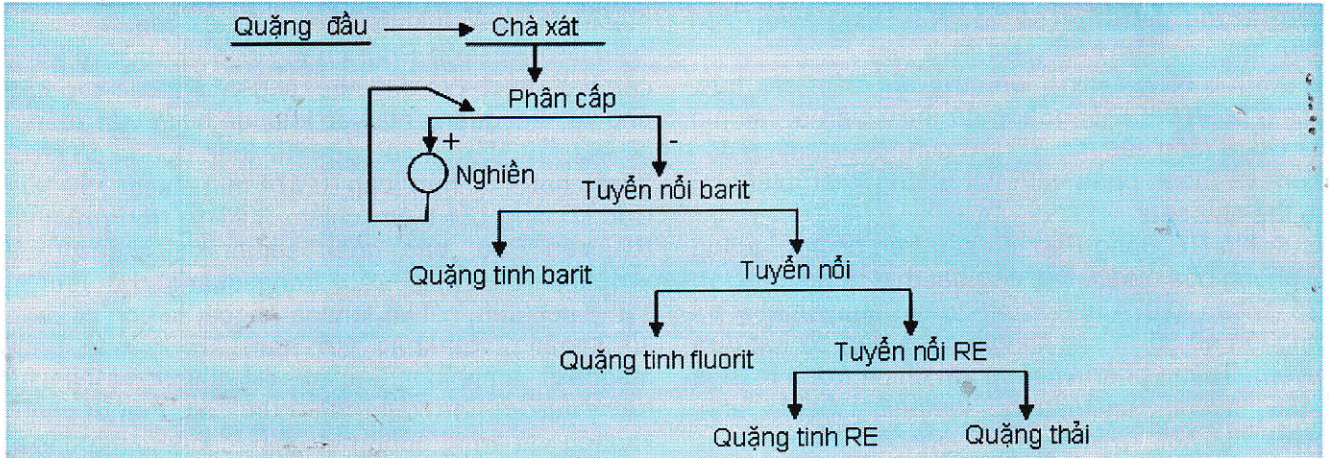 Quặng đầu Chà xát
Phân cấp
+ -
Nghiền
Tuyển nổi barit
Quặng tinh barit Tuyển nổi
Quặng tinh fluorit Tuyển nổi RE
Quặng tinh RE Quặng thải